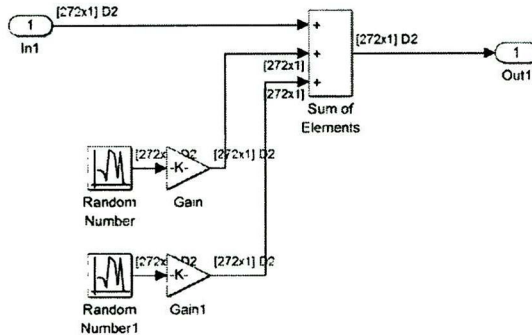 [272x1] D2
1
In1
+
+
+
[272x1]
[272x1]
[272x1] D2
1
Out1
Sum of
Elements
[272x1] D2
-K-
[272x1] D2
Random
Number
Gain
[272x1] D2
-K-
[272x1] D2
Random
Number1
Gain1